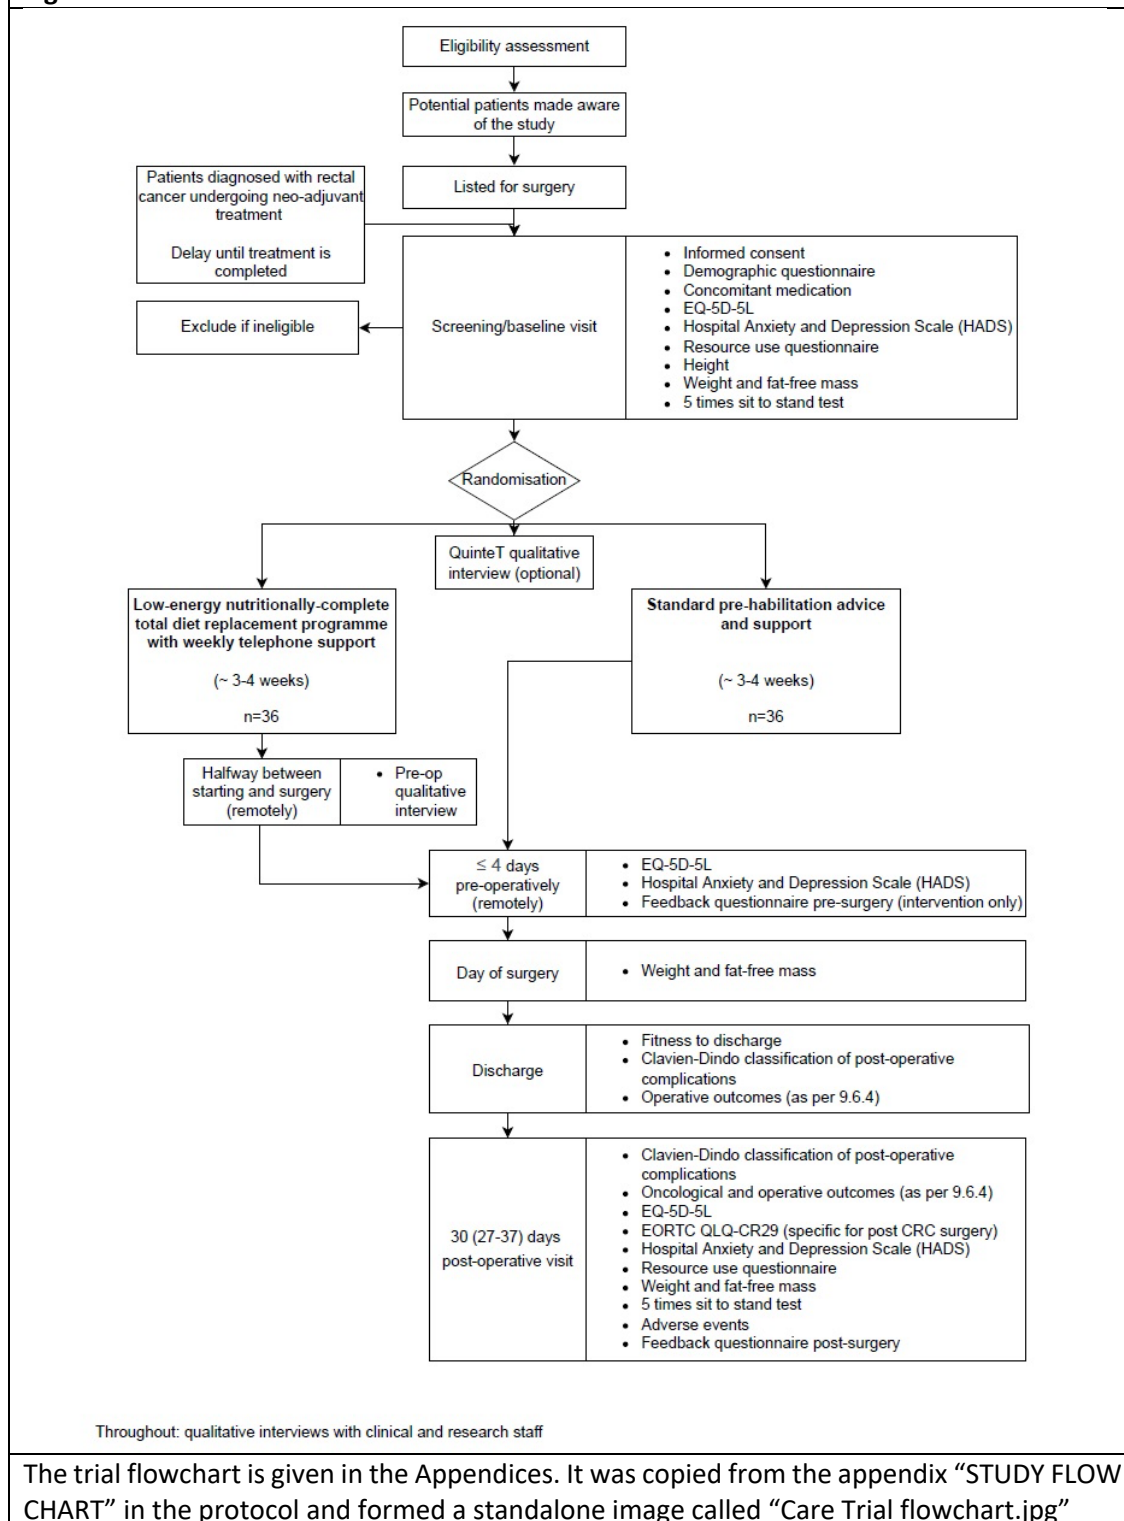 Eligibility assessment
Potential patients made aware
of the study
Listed for surgery
Patients diagnosed with rectal
cancer undergoing neo-adjuvant
treatment
Delay until treatment is
completed
Exclude if ineligible
Screening/baseline visit
• Informed consent
• Demographic questionnaire
• Concomitant medication
• EQ-5D-5L
• Hospital Anxiety and Depression Scale (HADS)
• Resource use questionnaire
• Height
• Weight and fat-free mass
• 5 times sit to stand test
Randomisation
QuinteT qualitative
interview (optional)
Low-energy nutritionally-complete
total diet replacement programme
with weekly telephone support
(~ 3-4 weeks)
n=36
Standard pre-habilitation advice
and support
(~ 3-4 weeks)
n=36
Halfway between
starting and surgery
(remotely)
• Pre-op
qualitative
interview
≤ 4 days
pre-operatively
(remotely)
• EQ-5D-5L
• Hospital Anxiety and Depression Scale (HADS)
• Feedback questionnaire pre-surgery (intervention only)
Day of surgery
• Weight and fat-free mass
Discharge
• Fitness to discharge
• Clavien-Dindo classification of post-operative
complications
• Operative outcomes (as per 9.6.4)
30 (27-37) days
post-operative visit
• Clavien-Dindo classification of post-operative
complications
• Oncological and operative outcomes (as per 9.6.4)
• EQ-5D-5L
• EORTC QLQ-CR29 (specific for post CRC surgery)
• Hospital Anxiety and Depression Scale (HADS)
• Resource use questionnaire
• Weight and fat-free mass
• 5 times sit to stand test
• Adverse events
• Feedback questionnaire post-surgery
Throughout: qualitative interviews with clinical and research staff
The trial flowchart is given in the Appendices. It was copied from the appendix “STUDY FLOW
CHART” in the protocol and formed a standalone image called “Care Trial flowchart.jpg”